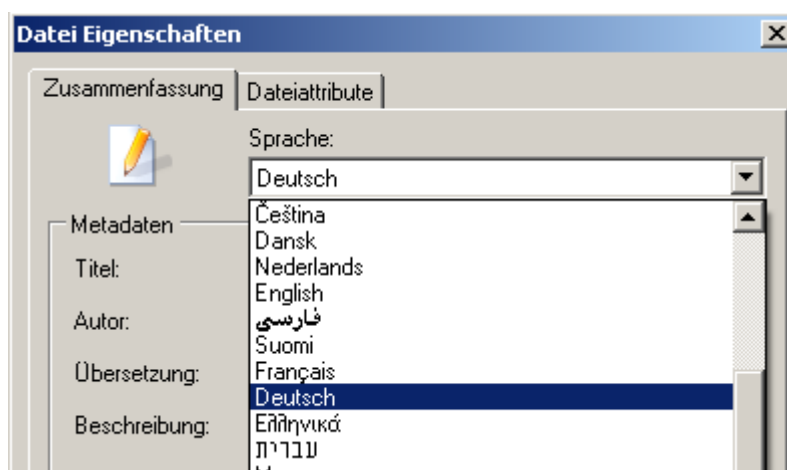 Datei Eigenschaften
Zusammenfassung
Dateiattribute
Sprache:
Deutsch
Metadaten
Titel:
Autor:
Übersetzung:
Beschreibung:
Čeština
Dansk
Nederlands
English
فارسی
Suomi
Français
Deutsch
Ελληνικά
עברית